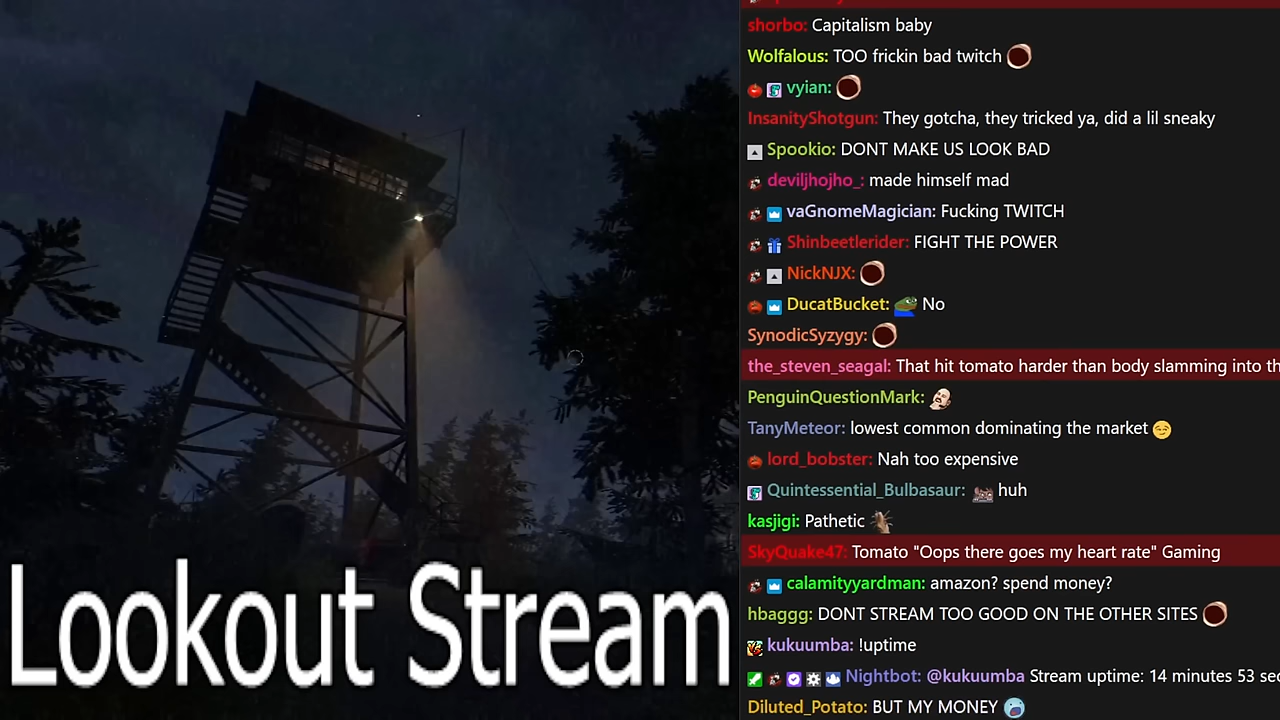 shorbo: Capitalism baby
Wolfalous: TOO frickin bad twitch
vyian:
InsanityShotgun: They gotcha, they tricked ya, did a lil sneaky
Spookio: DONT MAKE US LOOK BAD
deviljhojho_: made himself mad
vaGnomeMagician: Fucking TWITCH
Shinbeetlerider: FIGHT THE POWER
NickNJX:
DucatBucket: No
SynodicSyzygy:
the_steven_seagal: That hit tomato harder than body slamming into th
PenguinQuestionMark:
TanyMeteor: lowest common dominating the market
lord_bobster: Nah too expensive
Quintessential_Bulbasaur: huh
kasjigi: Pathetic
SkyQuake47: Tomato "Oops there goes my heart rate" Gaming
calamityyardman: amazon? spend money?
hbaggg: DONT STREAM TOO GOOD ON THE OTHER SITES
kukuumba: !uptime
Nightbot: @kukuumba Stream uptime: 14 minutes 53 sec
Diluted_Potato: BUT MY MONEY
Lookout Stream